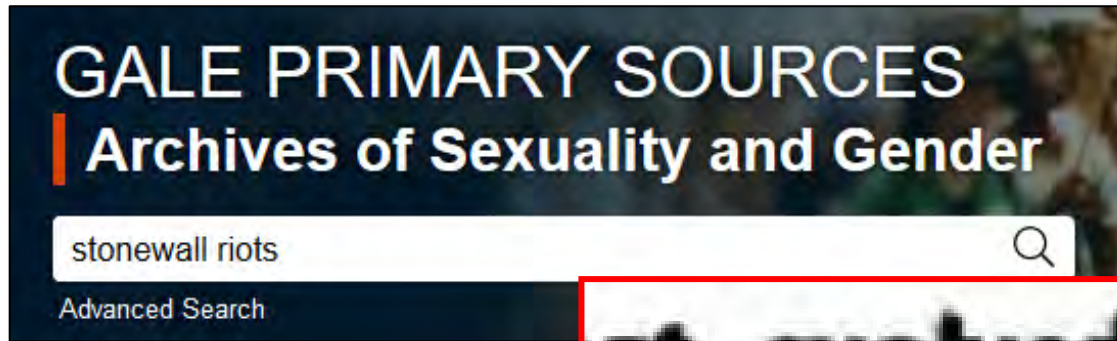 GALE PRIMARY SOURCES
Archives of Sexuality and Gender
stonewall riots
Advanced Search